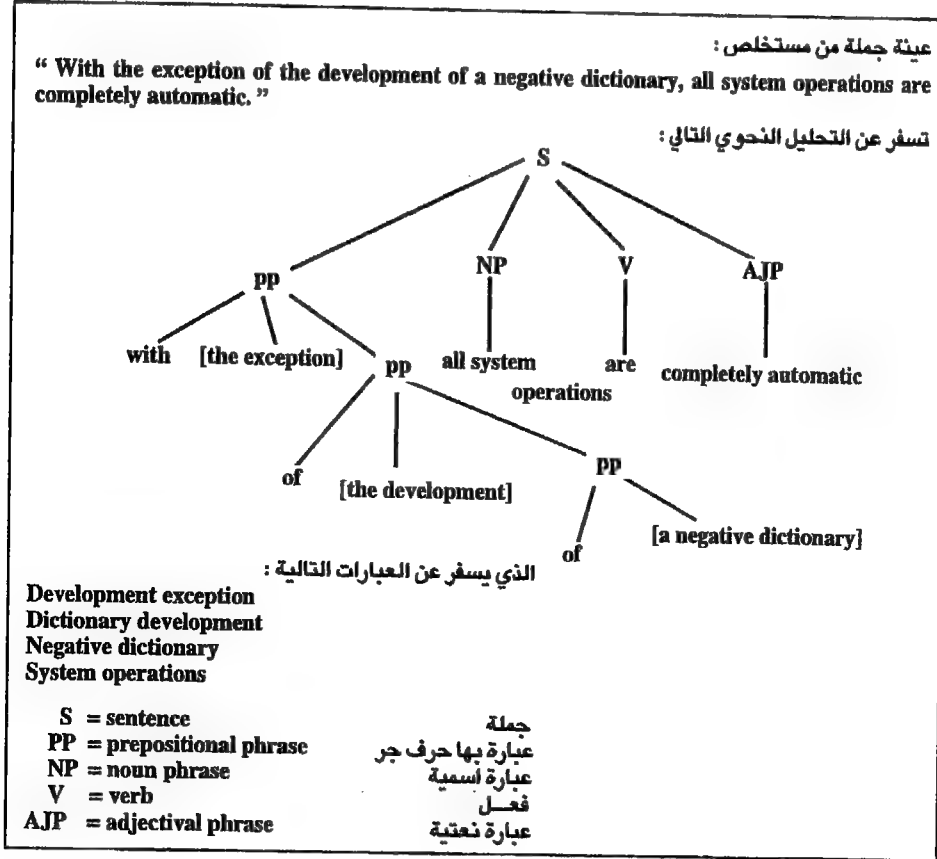 عينة جملة من مستخلص :
“ With the exception of the development of a negative dictionary, all system operations are
completely automatic. ”
تسفر عن التحليل النحوي التالي :
S
pp NP V AJP
with [the exception] pp all system are completely automatic
operations
of [the development] pp
of [a negative dictionary]
الذي يسفر عن العبارات التالية :
Development exception
Dictionary development
Negative dictionary
System operations
S = sentence جملة
PP = prepositional phrase عبارة بها حرف جر
NP = noun phrase عبارة اسمية
V = verb فعــل
AJP = adjectival phrase عبارة نعتية